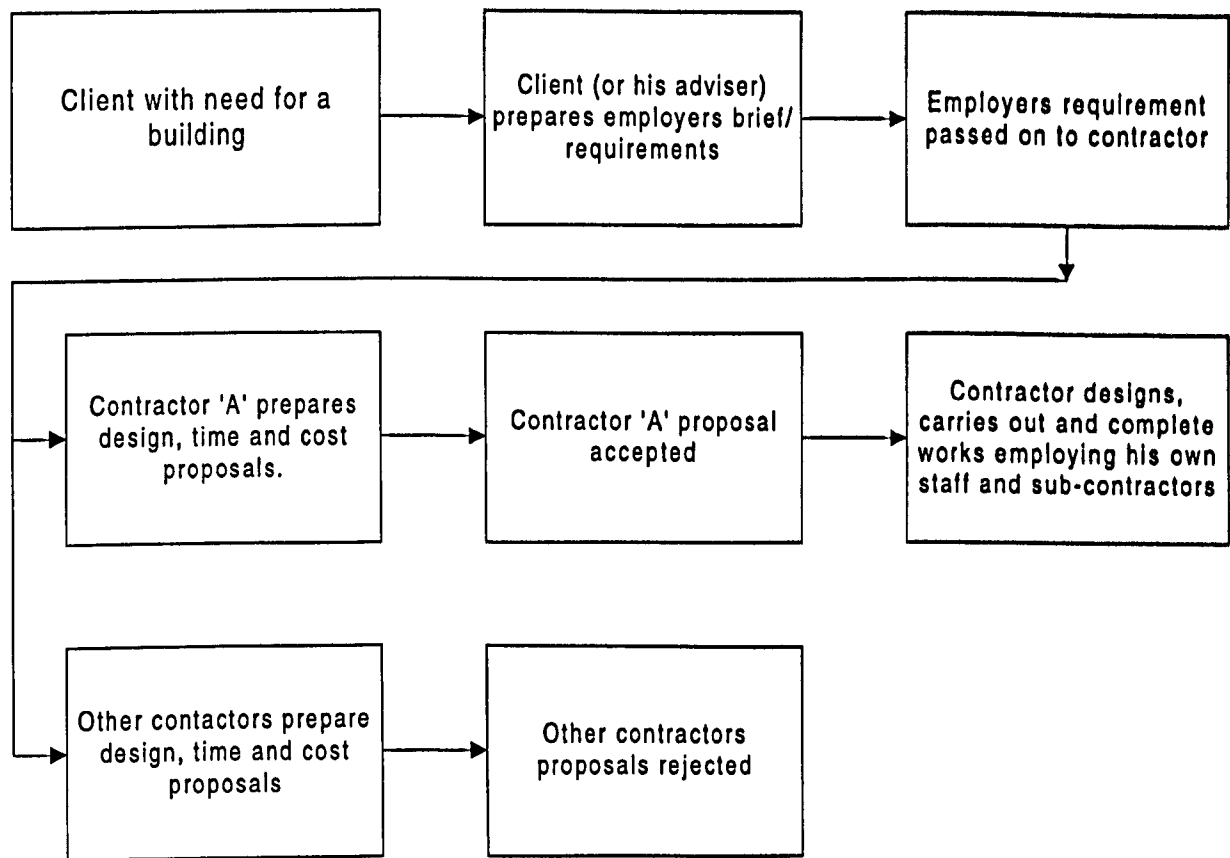 Client with need for a
building
Client (or his adviser)
prepares employers brief/
requirements
Employers requirement
passed on to contractor
Contractor 'A' prepares
design, time and cost
proposals.
Contractor 'A' proposal
accepted
Contractor designs,
carries out and complete
works employing his own
staff and sub-contractors
Other contactors prepare
design, time and cost
proposals
Other contractors
proposals rejected